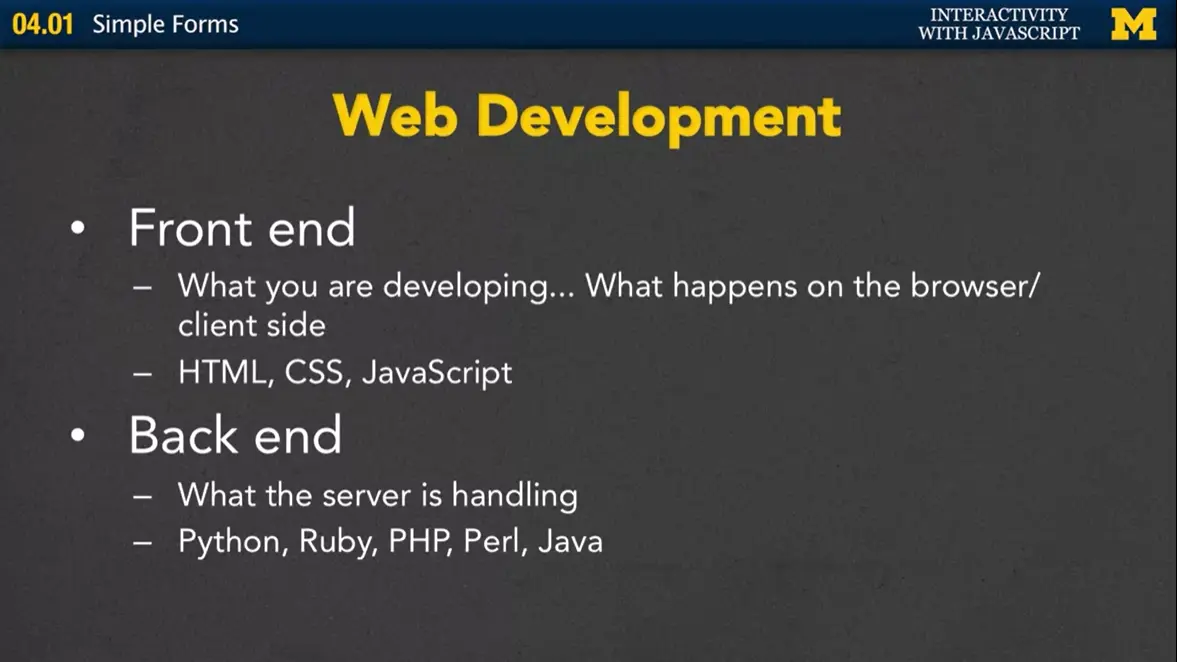 04.01 Simple Forms
INTERACTIVITY
WITH JAVASCRIPT
M
Web Development
• Front end
– What you are developing... What happens on the browser/
client side
– HTML, CSS, JavaScript
• Back end
– What the server is handling
– Python, Ruby, PHP, Perl, Java